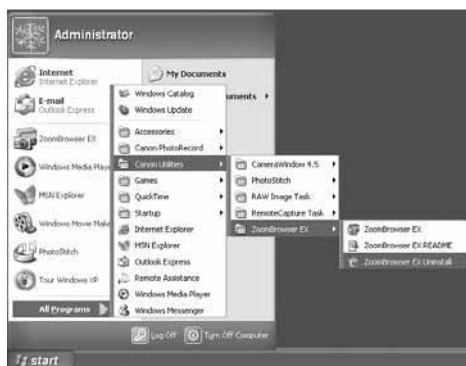 Administrator
Internet
Internet Explorer
E-mail
Outlook Express
ZoomBrowser EX
Windows Media Play
MSN Explorer
Windows Movie Make
PhotoStitch
Tour Windows XP
All Programs
My Documents
uments
Windows Catalog
Windows Update
Accessories
Canon PhotoRecord
Canon Utilities
Games
QuickTime
Startup
Internet Explorer
MSN Explorer
Outlook Express
Remote Assistance
Windows Media Player
Windows Messenger
CameraWindow 4.5
PhotoStitch
RAW Image Task
RemoteCapture Task
ZoomBrowser EX
ZoomBrowser EX
ZoomBrowser EX README
ZoomBrowser EX Uninstall
Log Off
Turn Off Computer
start